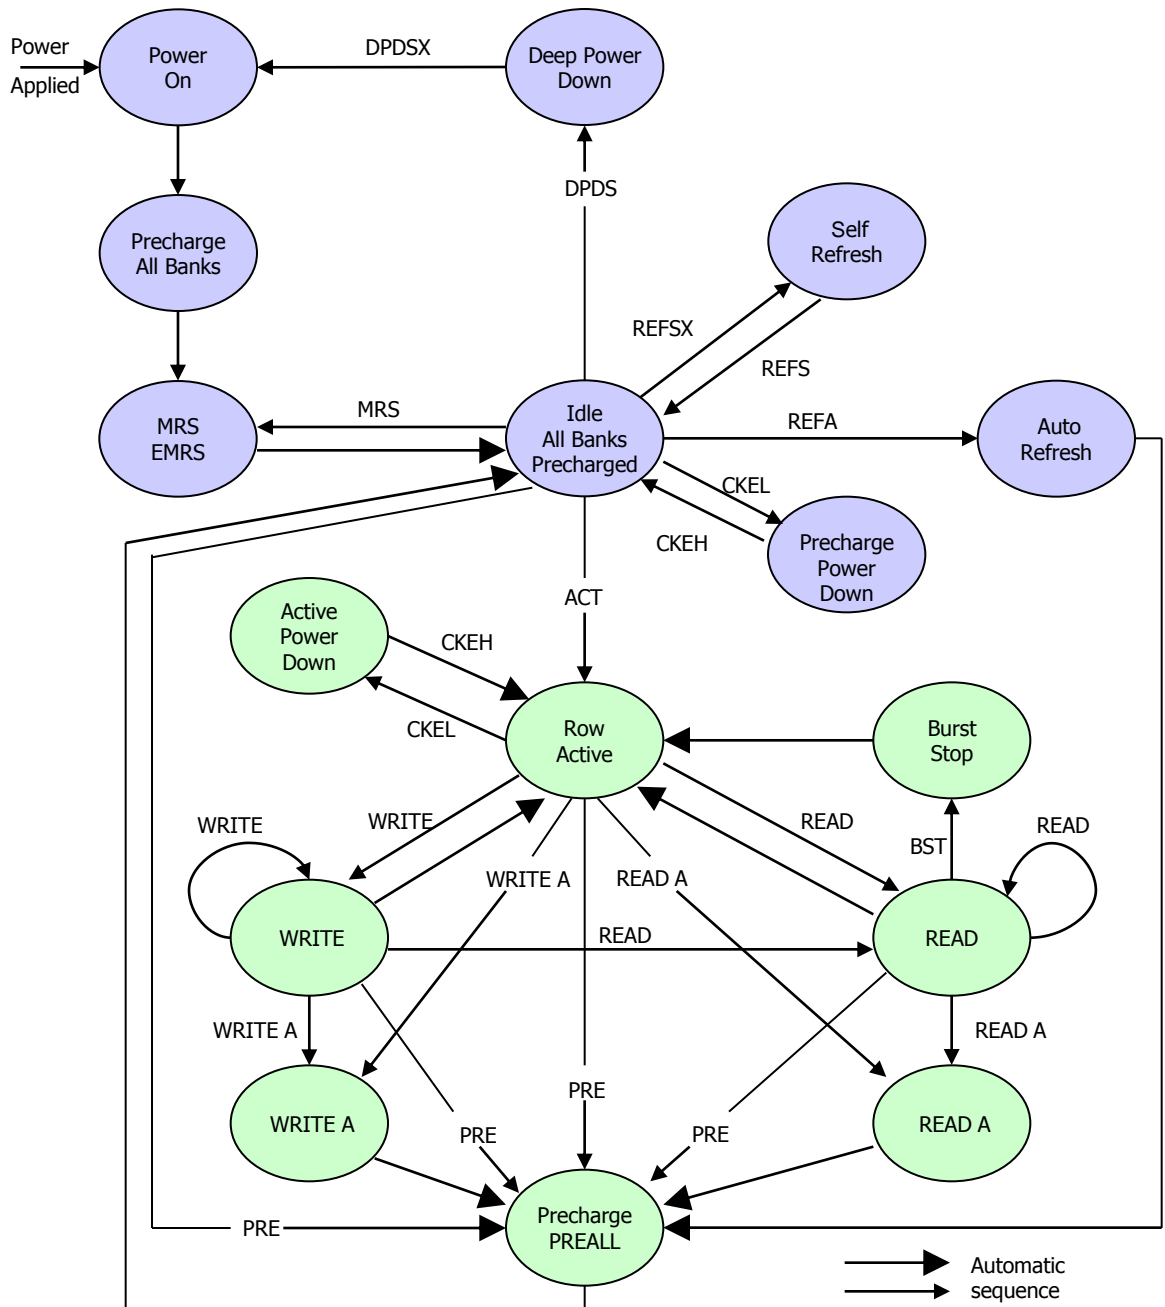 Power
Applied
Power
On
DPDSX
Deep Power
Down
DPDS
Precharge
All Banks
Self
Refresh
REFSX
REFS
MRS
EMRS
MRS
Idle
All Banks
Precharged
REFA
Auto
Refresh
CKEL
CKEH
Precharge
Power
Down
ACT
Active
Power
Down
CKEH
CKEL
Row
Active
Burst
Stop
WRITE
WRITE
READ
BST
READ
WRITE A
READ A
WRITE
READ
READ
WRITE A
READ A
WRITE A
PRE
PRE
PRE
READ A
PRE
Precharge
PREALL
Automatic
sequence